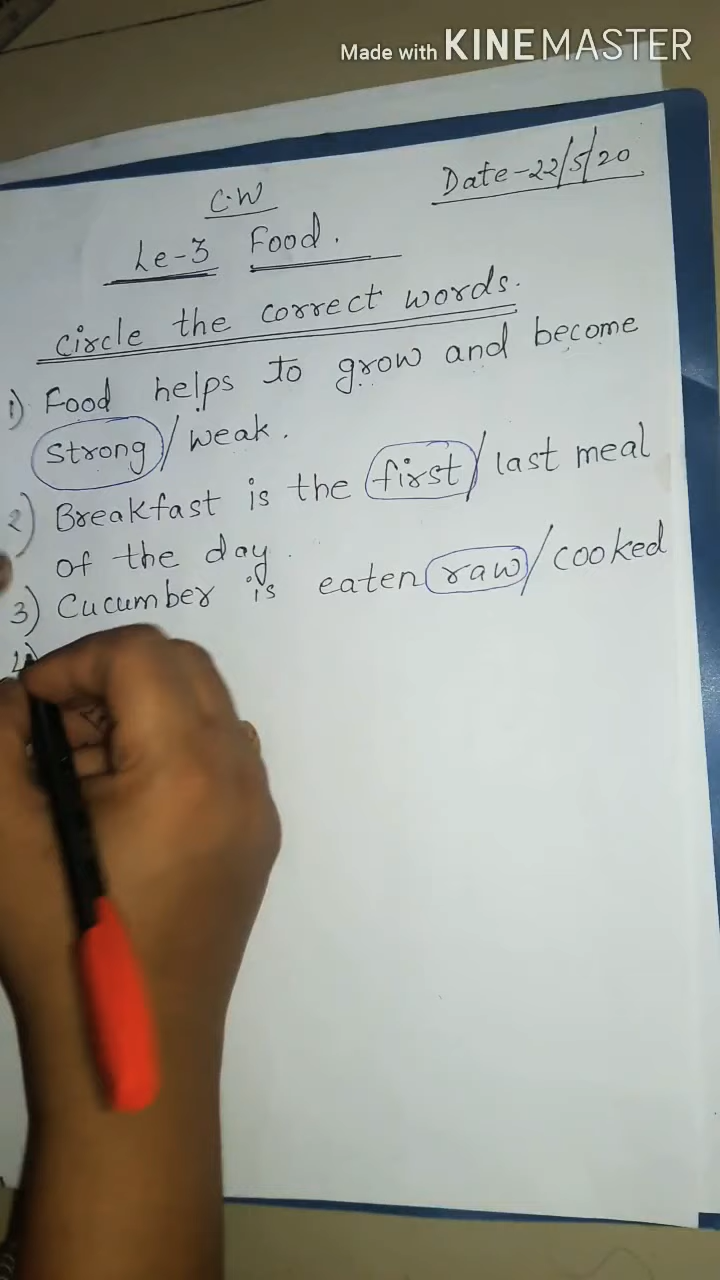 Made with KINEMASTER
C.W
Date-22/5/20
Le-3 Food.
Circle the correct words.
1) Food helps to grow and become
Strong / weak.
2) Breakfast is the first / last meal
of the day.
3) Cucumber is eaten raw / cooked
4)